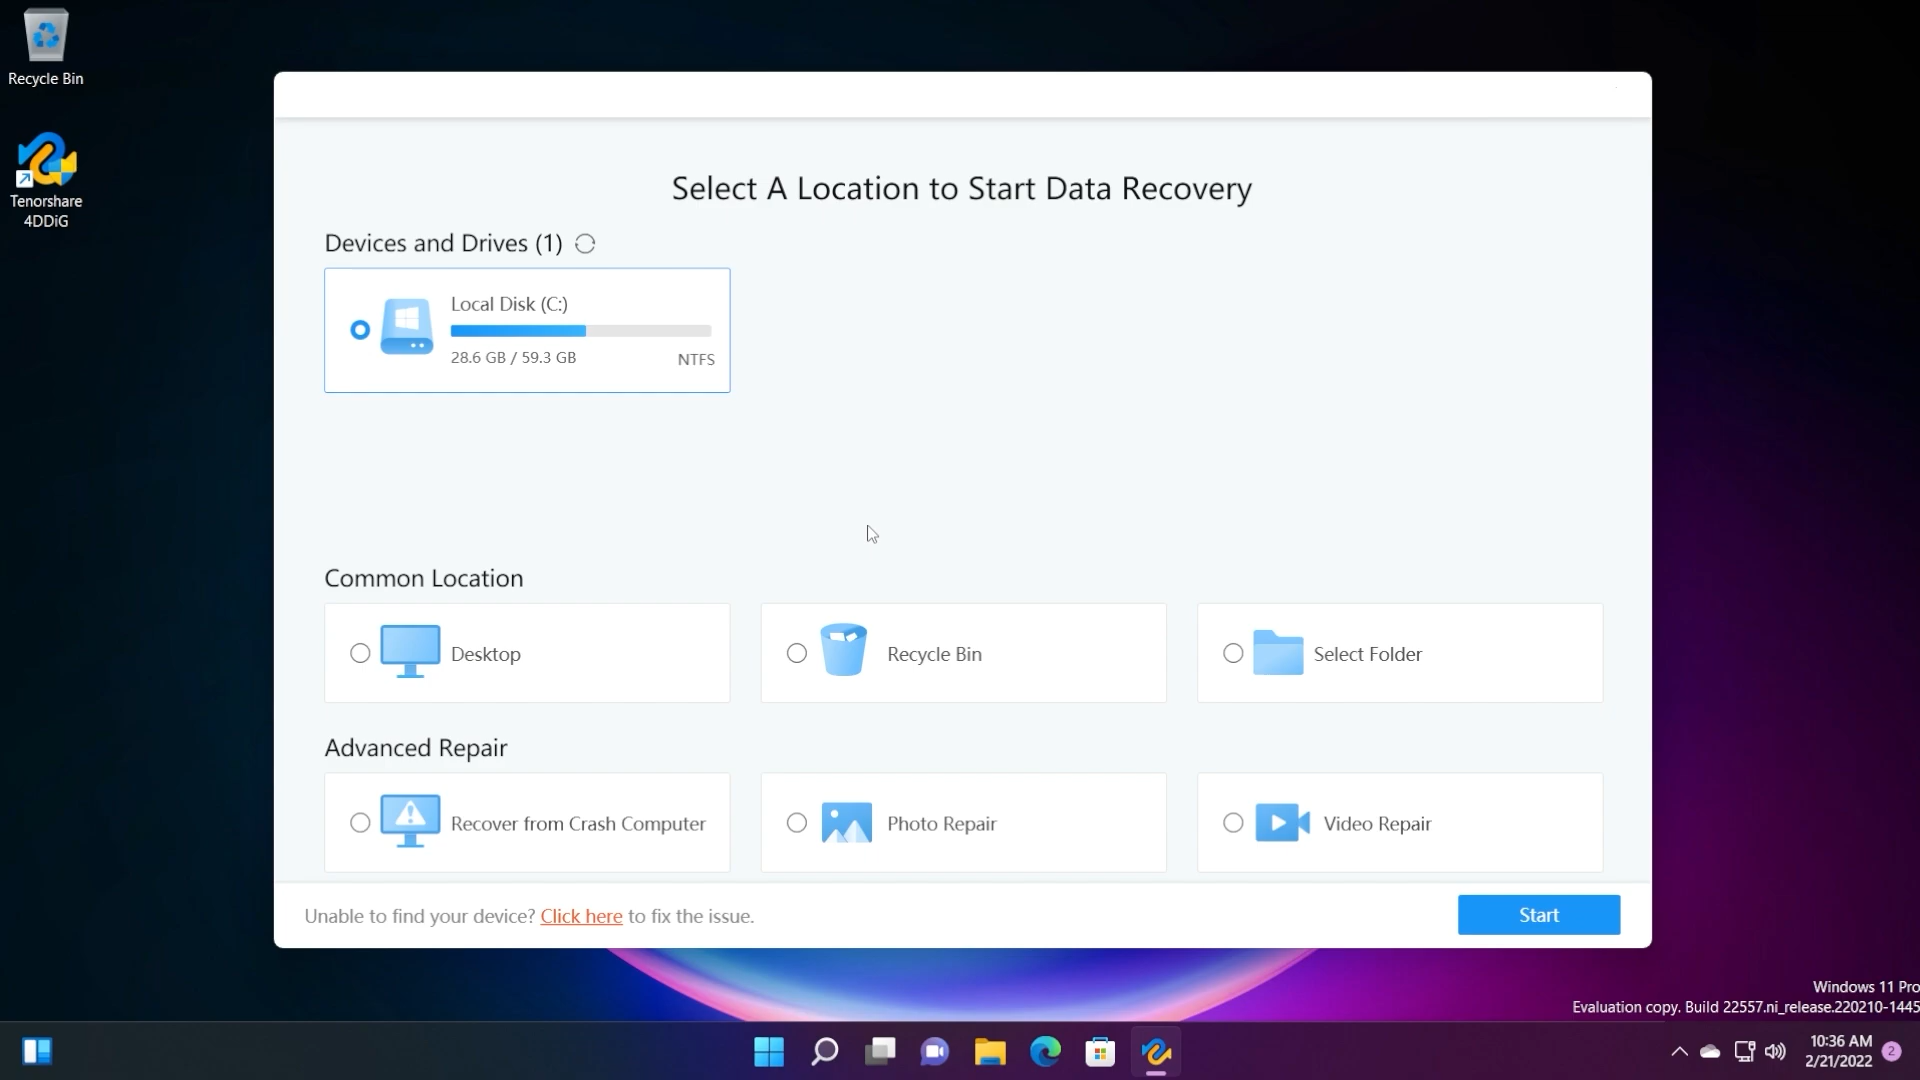 Recycle Bin
Tenorshare
4DDiG
Select A Location to Start Data Recovery
Devices and Drives (1)
Local Disk (C:)
28.6 GB / 59.3 GB
NTFS
Common Location
Desktop
Recycle Bin
Select Folder
Advanced Repair
Recover from Crash Computer
Photo Repair
Video Repair
Unable to find your device? Click here to fix the issue.
Start
Windows 11 Pro
Evaluation copy. Build 22557.ni_release.220210-1445
10:36 AM
2/21/2022
2